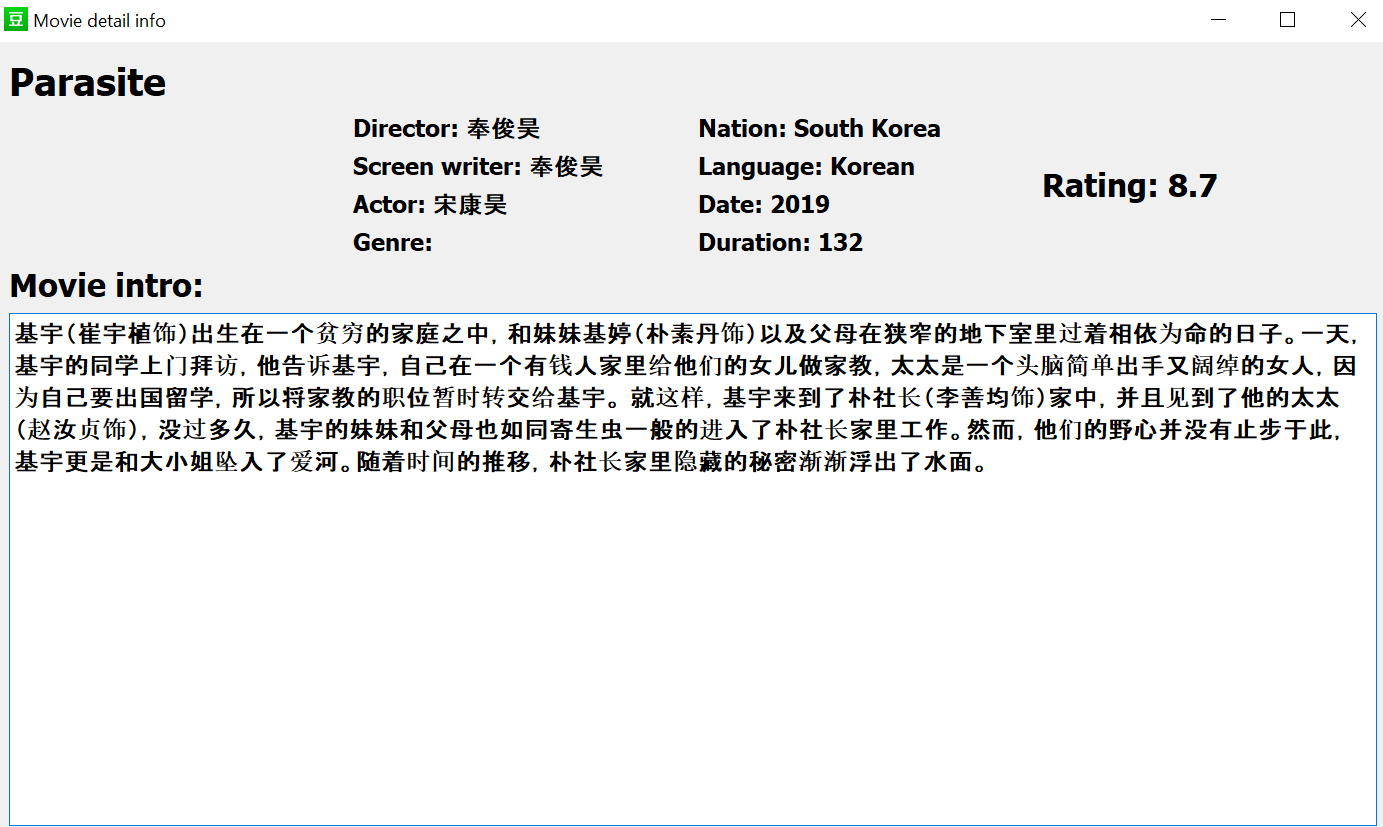 豆 Movie detail info
Parasite
Director: 奉俊昊
Nation: South Korea
Screen writer: 奉俊昊
Language: Korean
Rating: 8.7
Actor: 宋康昊
Date: 2019
Genre:
Duration: 132
Movie intro:
基宇(崔宇植饰)出生在一个贫穷的家庭之中, 和妹妹基婷(朴素丹饰)以及父母在狭窄的地下室里过着相依为命的日子。一天,
基宇的同学上门拜访, 他告诉基宇, 自己在一个有钱人家里给他们的女儿做家教, 太太是一个头脑简单出手又阔绰的女人, 因
为自己要出国留学, 所以将家教的职位暂时转交给基宇。就这样, 基宇来到了朴社长(李善均饰)家中, 并且见到了他的太太
(赵汝贞饰), 没过多久, 基宇的妹妹和父母也如同寄生虫一般的进入了朴社长家里工作。然而, 他们的野心并没有止步于此,
基宇更是和大小姐坠入了爱河。随着时间的推移, 朴社长家里隐藏的秘密渐渐浮出了水面。